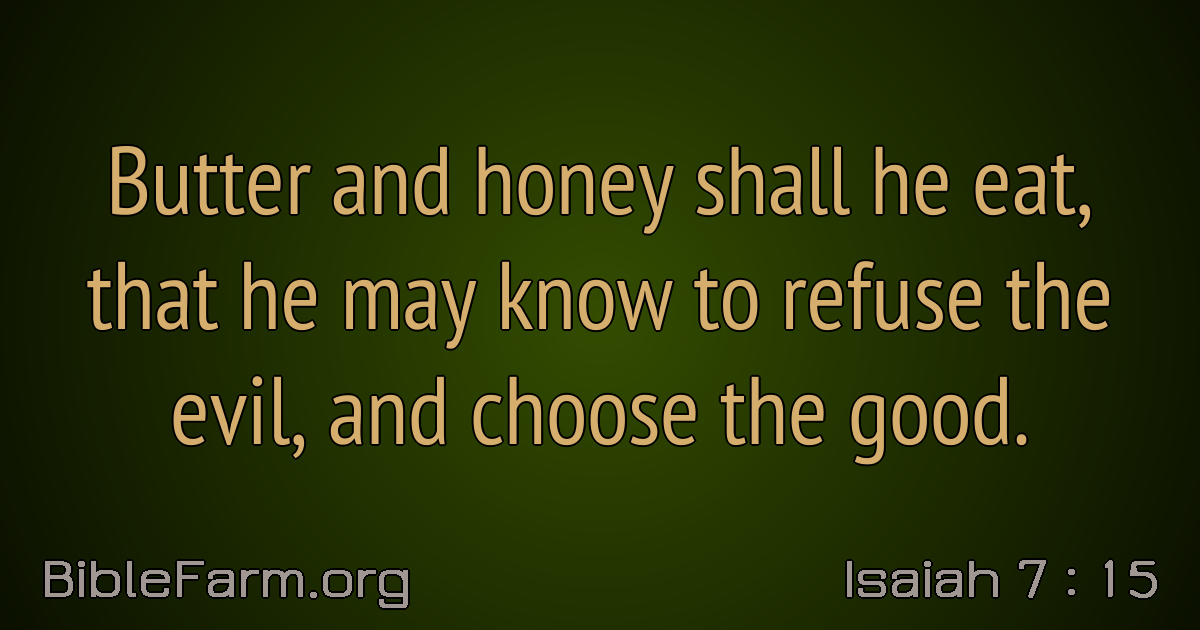 Butter and honey shall he eat,
that he may know to refuse the
evil, and choose the good.
BibleFarm.org
Isaiah 7 : 15